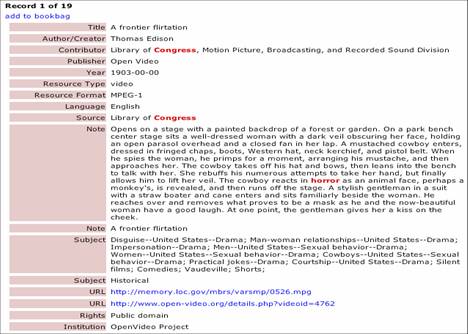 Record 1 of 19
add to bookbag
Title A frontier flirtation
Author/Creator Thomas Edison
Contributor Library of Congress, Motion Picture, Broadcasting, and Recorded Sound Division
Publisher Open Video
Year 1903-00-00
Resource Type video
Resource Format MPEG-1
Language English
Source Library of Congress
Note Opens on a stage with a painted backdrop of a forest or garden. On a park bench
center stage sits a well-dressed woman with a dark veil obscuring her face, holding
an open parasol overhead and a closed fan in her lap. A mustached cowboy enters,
dressed in fringed chaps, boots, Western hat, neck kerchief, and pistol belt. When
he spies the woman, he primps for a moment, arranging his mustache, and then
approaches her. The cowboy takes off his hat and bows, then leans into the bench
to talk with her. She rebuffs his numerous attempts to take her hand, but finally
allows him to lift her veil. The cowboy reacts in horror as an animal face, perhaps a
monkey's, is revealed, and then runs off the stage. A stylish gentleman in a suit
with a straw boater and cane enters and sits familiarly beside the woman. He
reaches over and removes what proves to be a mask as he and the now-beautiful
woman have a good laugh. At one point, the gentleman gives her a kiss on the
cheek.
Note A frontier flirtation
Subject Disguise--United States--Drama; Man-woman relationships--United States--Drama;
Impersonation--Drama; Men--United States--Sexual behavior--Drama;
Women--United States--Sexual behavior--Drama; Cowboys--United States--Sexual
behavior--Drama; Practical jokes--Drama; Courtship--United States--Drama; Silent
films; Comedies; Vaudeville; Shorts;
Subject Historical
URL http://memory.loc.gov/mbrs/varsmp/0526.mpg
URL http://www.open-video.org/details.php?videoid=4762
Rights Public domain
Institution OpenVideo Project